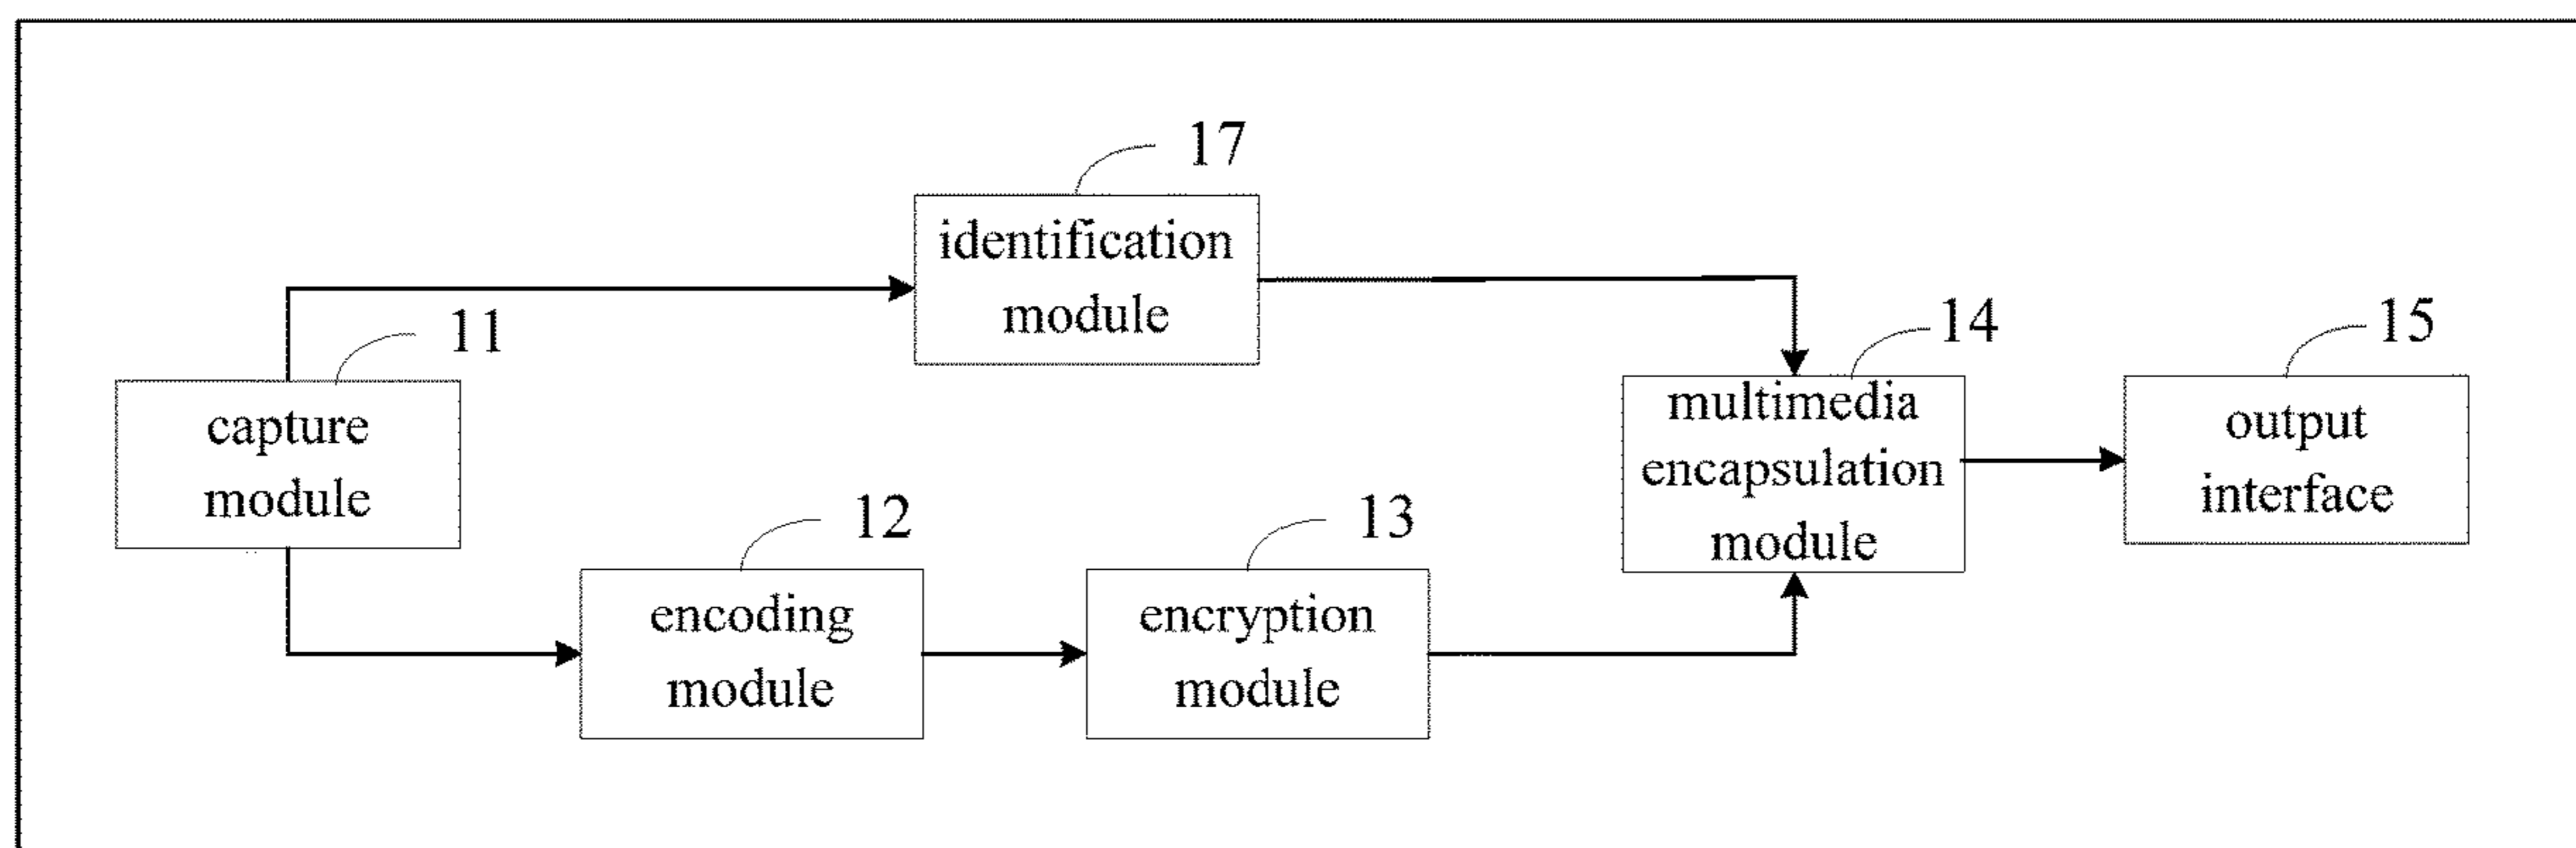 17
identification
module
11
capture
module
14
multimedia
encapsulation
module
15
output
interface
12
encoding
module
13
encryption
module